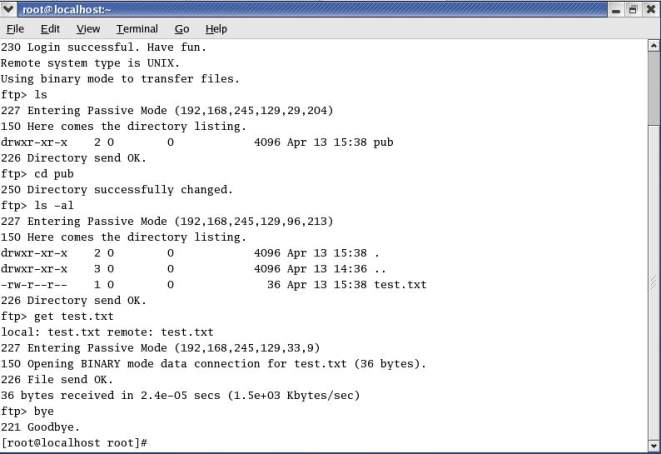 root@localhost:~
File Edit View Terminal Go Help
230 Login successful. Have fun.
Remote system type is UNIX.
Using binary mode to transfer files.
ftp> ls
227 Entering Passive Mode (192,168,245,129,29,204)
150 Here comes the directory listing.
drwxr-xr-x    2 0        0            4096 Apr 13 15:38 pub
226 Directory send OK.
ftp> cd pub
250 Directory successfully changed.
ftp> ls -al
227 Entering Passive Mode (192,168,245,129,96,213)
150 Here comes the directory listing.
drwxr-xr-x    2 0        0            4096 Apr 13 15:38 .
drwxr-xr-x    3 0        0            4096 Apr 13 14:36 ..
-rw-r--r--    1 0        0              36 Apr 13 15:38 test.txt
226 Directory send OK.
ftp> get test.txt
local: test.txt remote: test.txt
227 Entering Passive Mode (192,168,245,129,33,9)
150 Opening BINARY mode data connection for test.txt (36 bytes).
226 File send OK.
36 bytes received in 2.4e-05 secs (1.5e+03 Kbytes/sec)
ftp> bye
221 Goodbye.
[root@localhost root]#